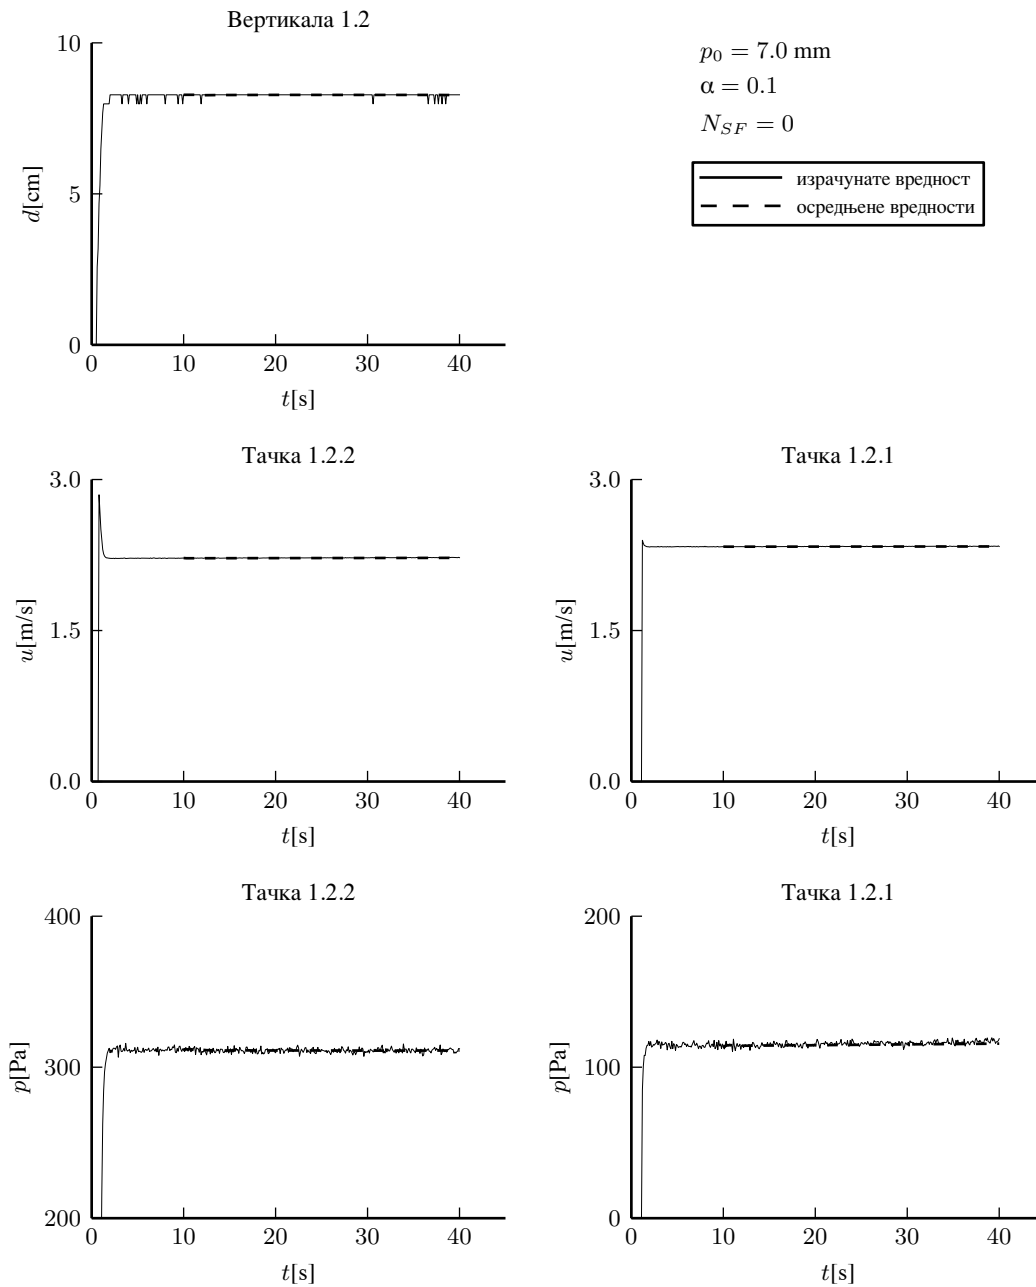 Вертикала 1.2
10
5
0
d[cm]
0 10 20 30 40
t[s]
p₀ = 7.0 mm
α = 0.1
N_SF = 0
израчунате вредност
осредњене вредности
Тачка 1.2.2
3.0
1.5
0.0
u[m/s]
0 10 20 30 40
t[s]
Тачка 1.2.1
3.0
1.5
0.0
u[m/s]
0 10 20 30 40
t[s]
Тачка 1.2.2
400
300
200
p[Pa]
0 10 20 30 40
t[s]
Тачка 1.2.1
200
100
0
p[Pa]
0 10 20 30 40
t[s]